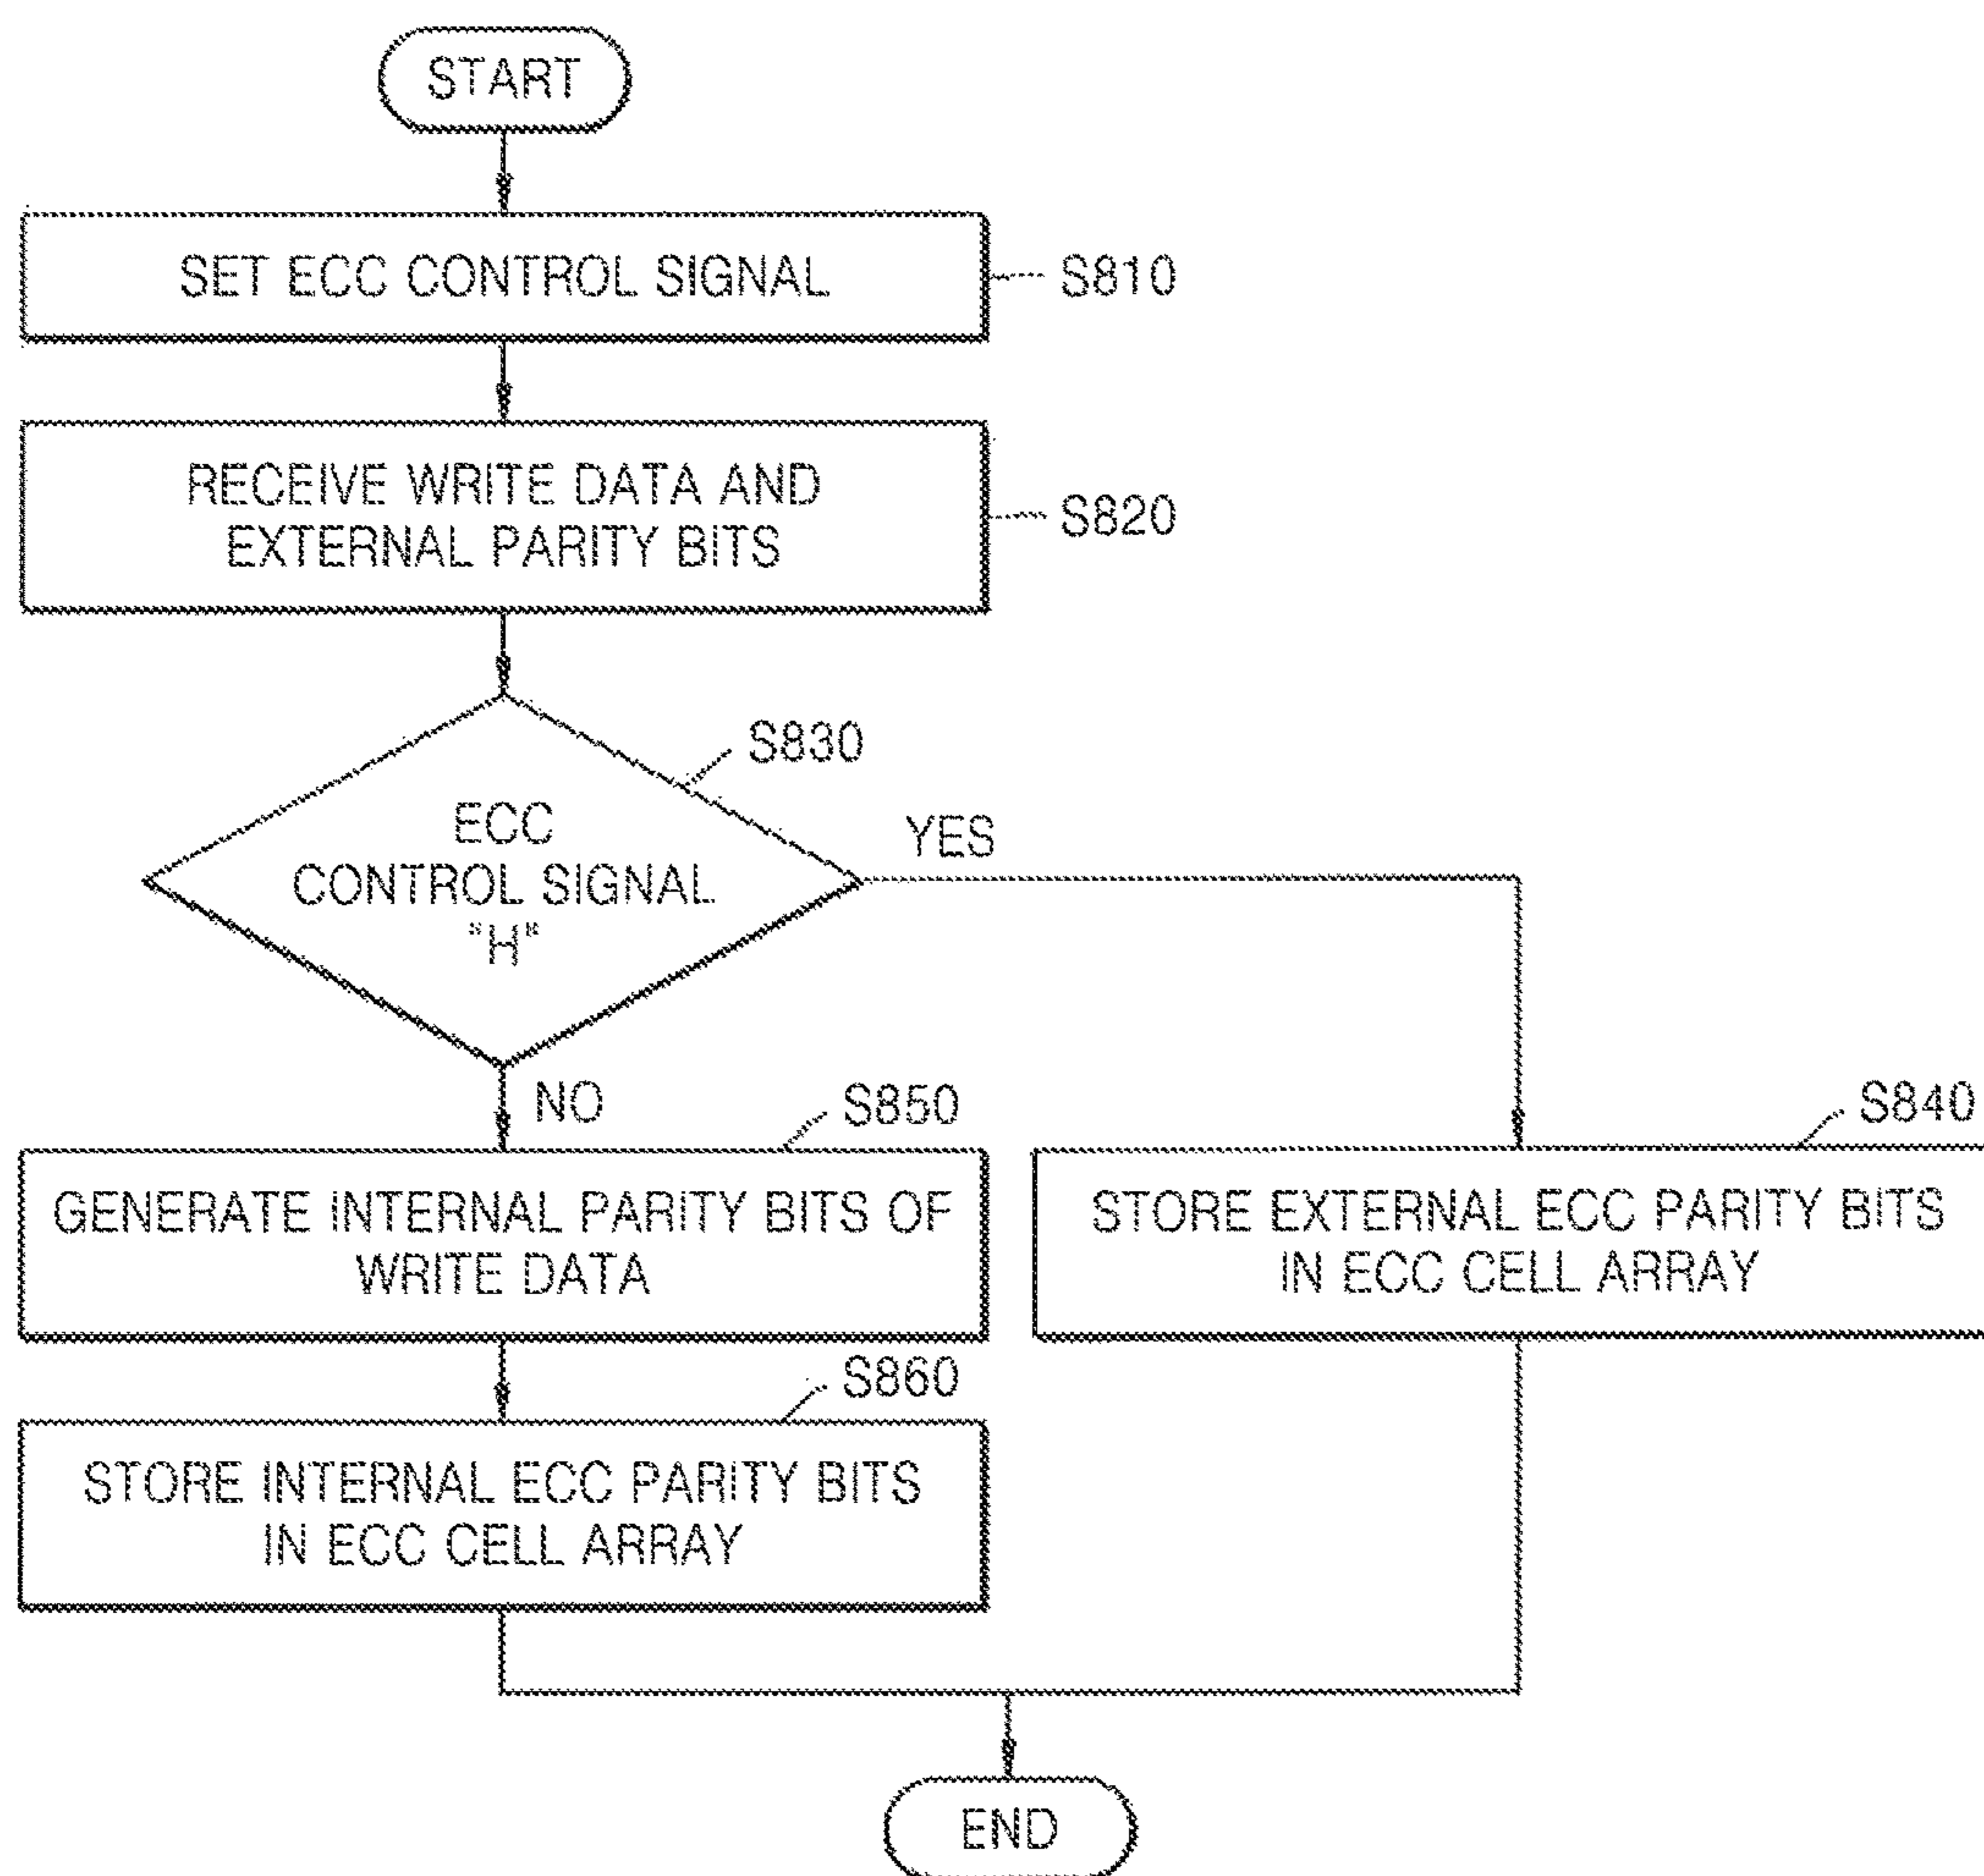 START
SET ECC CONTROL SIGNAL
S810
RECEIVE WRITE DATA AND
EXTERNAL PARITY BITS
S820
S830
ECC
CONTROL SIGNAL
"H"
YES
NO
S850
GENERATE INTERNAL PARITY BITS OF
WRITE DATA
S840
STORE EXTERNAL ECC PARITY BITS
IN ECC CELL ARRAY
S860
STORE INTERNAL ECC PARITY BITS
IN ECC CELL ARRAY
END